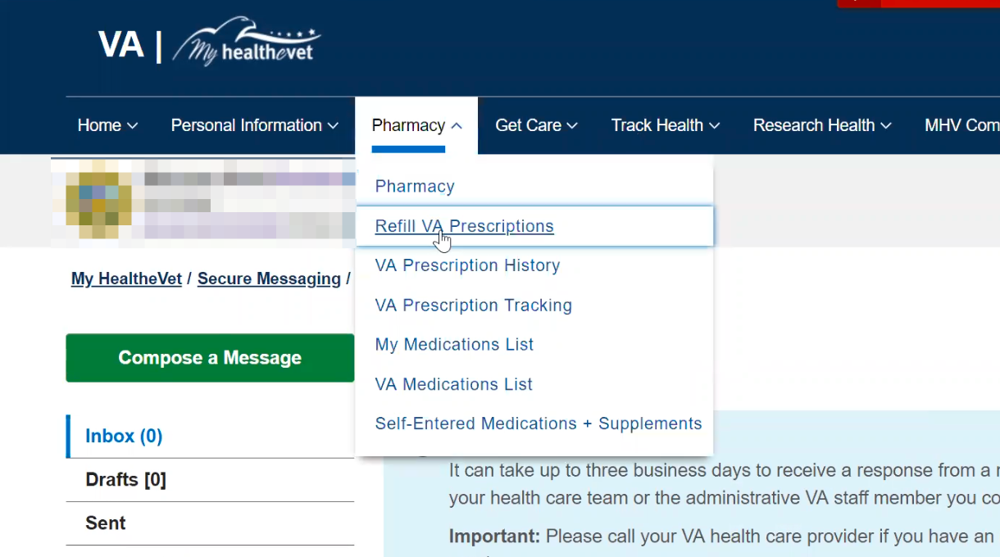 VA | My healthevet
Home Personal Information Pharmacy Get Care Track Health Research Health MHV Com
Pharmacy
Refill VA Prescriptions
VA Prescription History
VA Prescription Tracking
My Medications List
VA Medications List
Self-Entered Medications + Supplements
My HealtheVet / Secure Messaging /
Compose a Message
Inbox (0)
Drafts [0]
Sent
It can take up to three business days to receive a response from a
your health care team or the administrative VA staff member you co
Important: Please call your VA health care provider if you have an